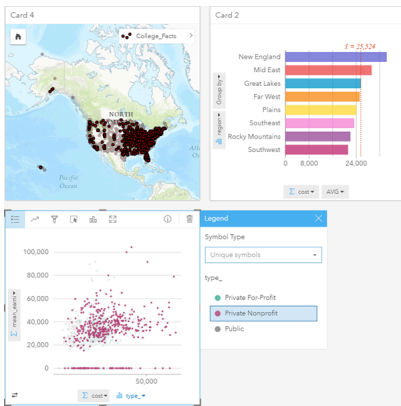 Card 4
College_Facts
NORTH
Pacific
Ocean
Card 2
x̄ = 25,524
New England
Mid East
Great Lakes
Far West
Plains
Southeast
Rocky Mountains
Southwest
Group by
region
0 8,000 24,000
Σ cost AVG
100,000
80,000
60,000
40,000
20,000
0
mean_earn
50,000
Σ cost type_
Legend
Symbol Type
Unique symbols
type_
Private For-Profit
Private Nonprofit
Public